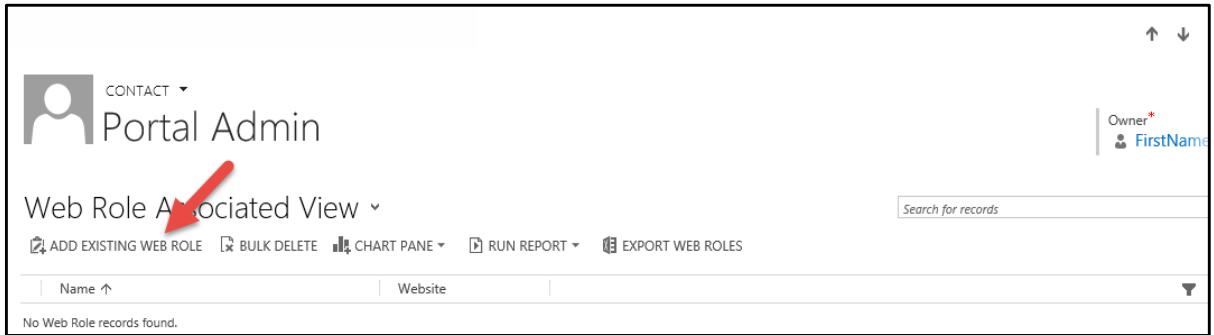 CONTACT
Portal Admin
Owner*
FirstName
Web Role Associated View
Search for records
ADD EXISTING WEB ROLE BULK DELETE CHART PANE RUN REPORT EXPORT WEB ROLES
Name Website
No Web Role records found.